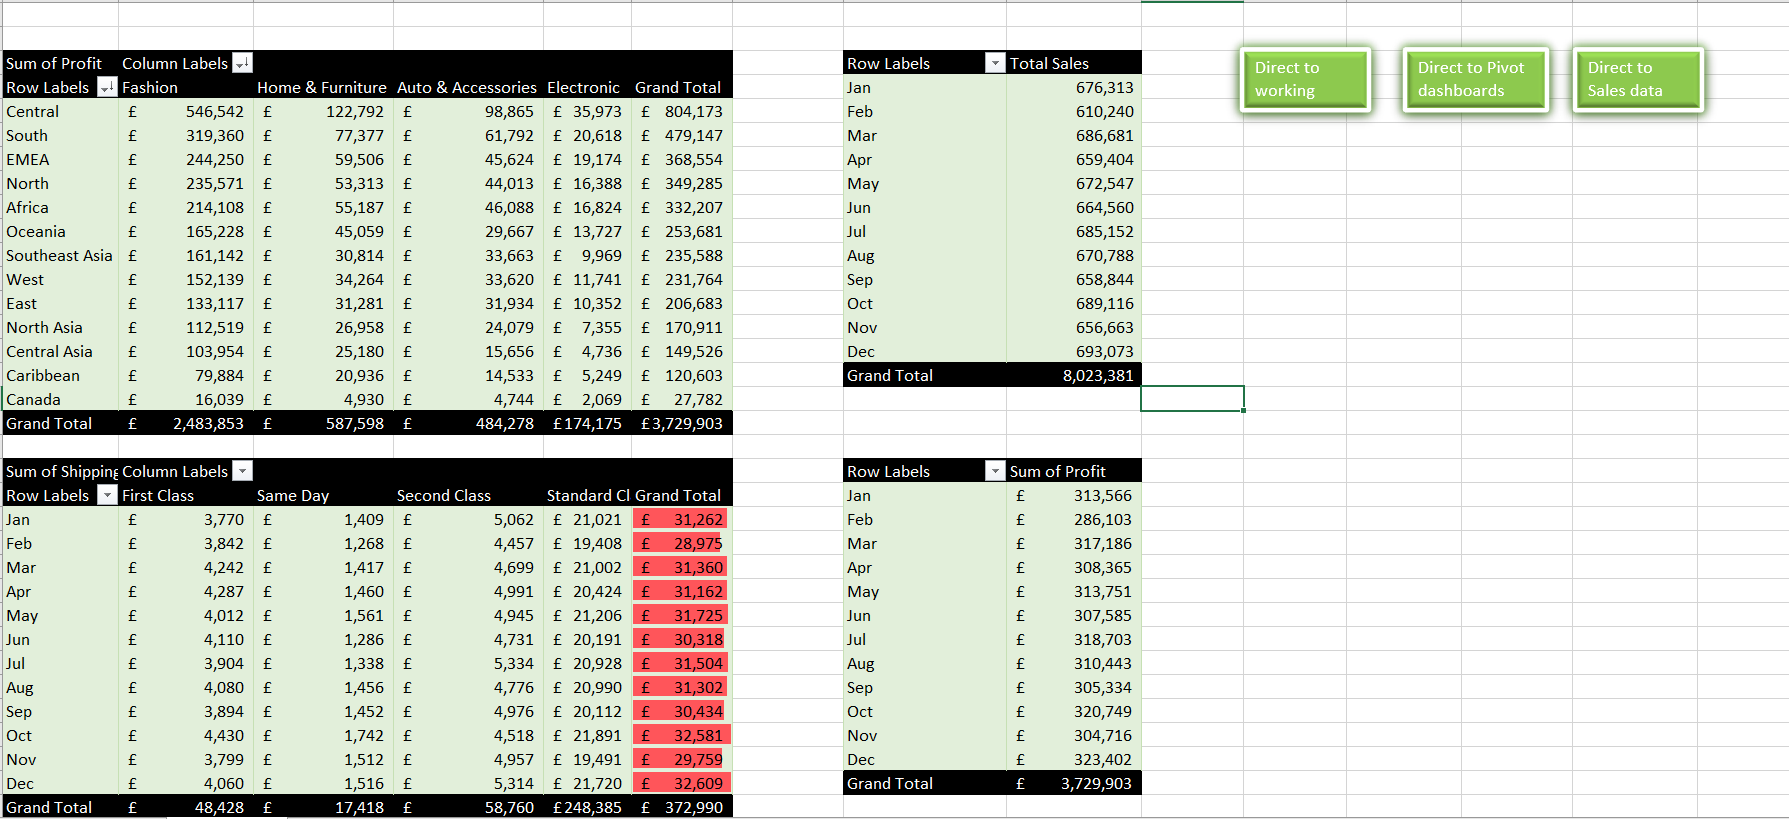 Sum of Profit Column Labels
Row Labels Fashion Home & Furniture Auto & Accessories Electronic Grand Total
Central £ 546,542 £ 122,792 £ 98,865 £ 35,973 £ 804,173
South £ 319,360 £ 77,377 £ 61,792 £ 20,618 £ 479,147
EMEA £ 244,250 £ 59,506 £ 45,624 £ 19,174 £ 368,554
North £ 235,571 £ 53,313 £ 44,013 £ 16,388 £ 349,285
Africa £ 214,108 £ 55,187 £ 46,088 £ 16,824 £ 332,207
Oceania £ 165,228 £ 45,059 £ 29,667 £ 13,727 £ 253,681
Southeast Asia £ 161,142 £ 30,814 £ 33,663 £ 9,969 £ 235,588
West £ 152,139 £ 34,264 £ 33,620 £ 11,741 £ 231,764
East £ 133,117 £ 31,281 £ 31,934 £ 10,352 £ 206,683
North Asia £ 112,519 £ 26,958 £ 24,079 £ 7,355 £ 170,911
Central Asia £ 103,954 £ 25,180 £ 15,656 £ 4,736 £ 149,526
Caribbean £ 79,884 £ 20,936 £ 14,533 £ 5,249 £ 120,603
Canada £ 16,039 £ 4,930 £ 4,744 £ 2,069 £ 27,782
Grand Total £ 2,483,853 £ 587,598 £ 484,278 £174,175 £3,729,903
Row Labels Total Sales
Jan 676,313
Feb 610,240
Mar 686,681
Apr 659,404
May 672,547
Jun 664,560
Jul 685,152
Aug 670,788
Sep 658,844
Oct 689,116
Nov 656,663
Dec 693,073
Grand Total 8,023,381
Direct to
working
Direct to Pivot
dashboards
Direct to
Sales data
Sum of Shipping Column Labels
Row Labels First Class Same Day Second Class Standard Cl Grand Total
Jan £ 3,770 £ 1,409 £ 5,062 £ 21,021 £ 31,262
Feb £ 3,842 £ 1,268 £ 4,457 £ 19,408 £ 28,975
Mar £ 4,242 £ 1,417 £ 4,699 £ 21,002 £ 31,360
Apr £ 4,287 £ 1,460 £ 4,991 £ 20,424 £ 31,162
May £ 4,012 £ 1,561 £ 4,945 £ 21,206 £ 31,725
Jun £ 4,110 £ 1,286 £ 4,731 £ 20,191 £ 30,318
Jul £ 3,904 £ 1,338 £ 5,334 £ 20,928 £ 31,504
Aug £ 4,080 £ 1,456 £ 4,776 £ 20,990 £ 31,302
Sep £ 3,894 £ 1,452 £ 4,976 £ 20,112 £ 30,434
Oct £ 4,430 £ 1,742 £ 4,518 £ 21,891 £ 32,581
Nov £ 3,799 £ 1,512 £ 4,957 £ 19,491 £ 29,759
Dec £ 4,060 £ 1,516 £ 5,314 £ 21,720 £ 32,609
Grand Total £ 48,428 £ 17,418 £ 58,760 £248,385 £ 372,990
Row Labels Sum of Profit
Jan £ 313,566
Feb £ 286,103
Mar £ 317,186
Apr £ 308,365
May £ 313,751
Jun £ 307,585
Jul £ 318,703
Aug £ 310,443
Sep £ 305,334
Oct £ 320,749
Nov £ 304,716
Dec £ 323,402
Grand Total £ 3,729,903